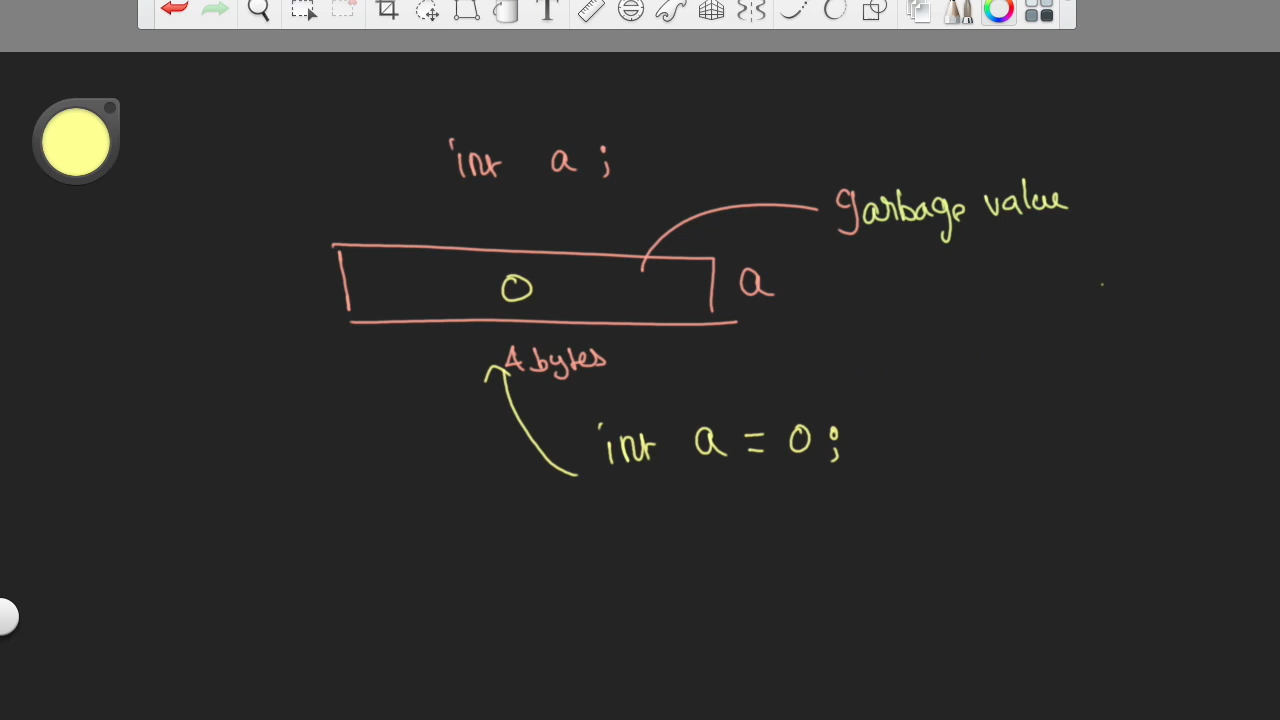 int a ;
garbage value
0 a
4 bytes
int a = 0 ;